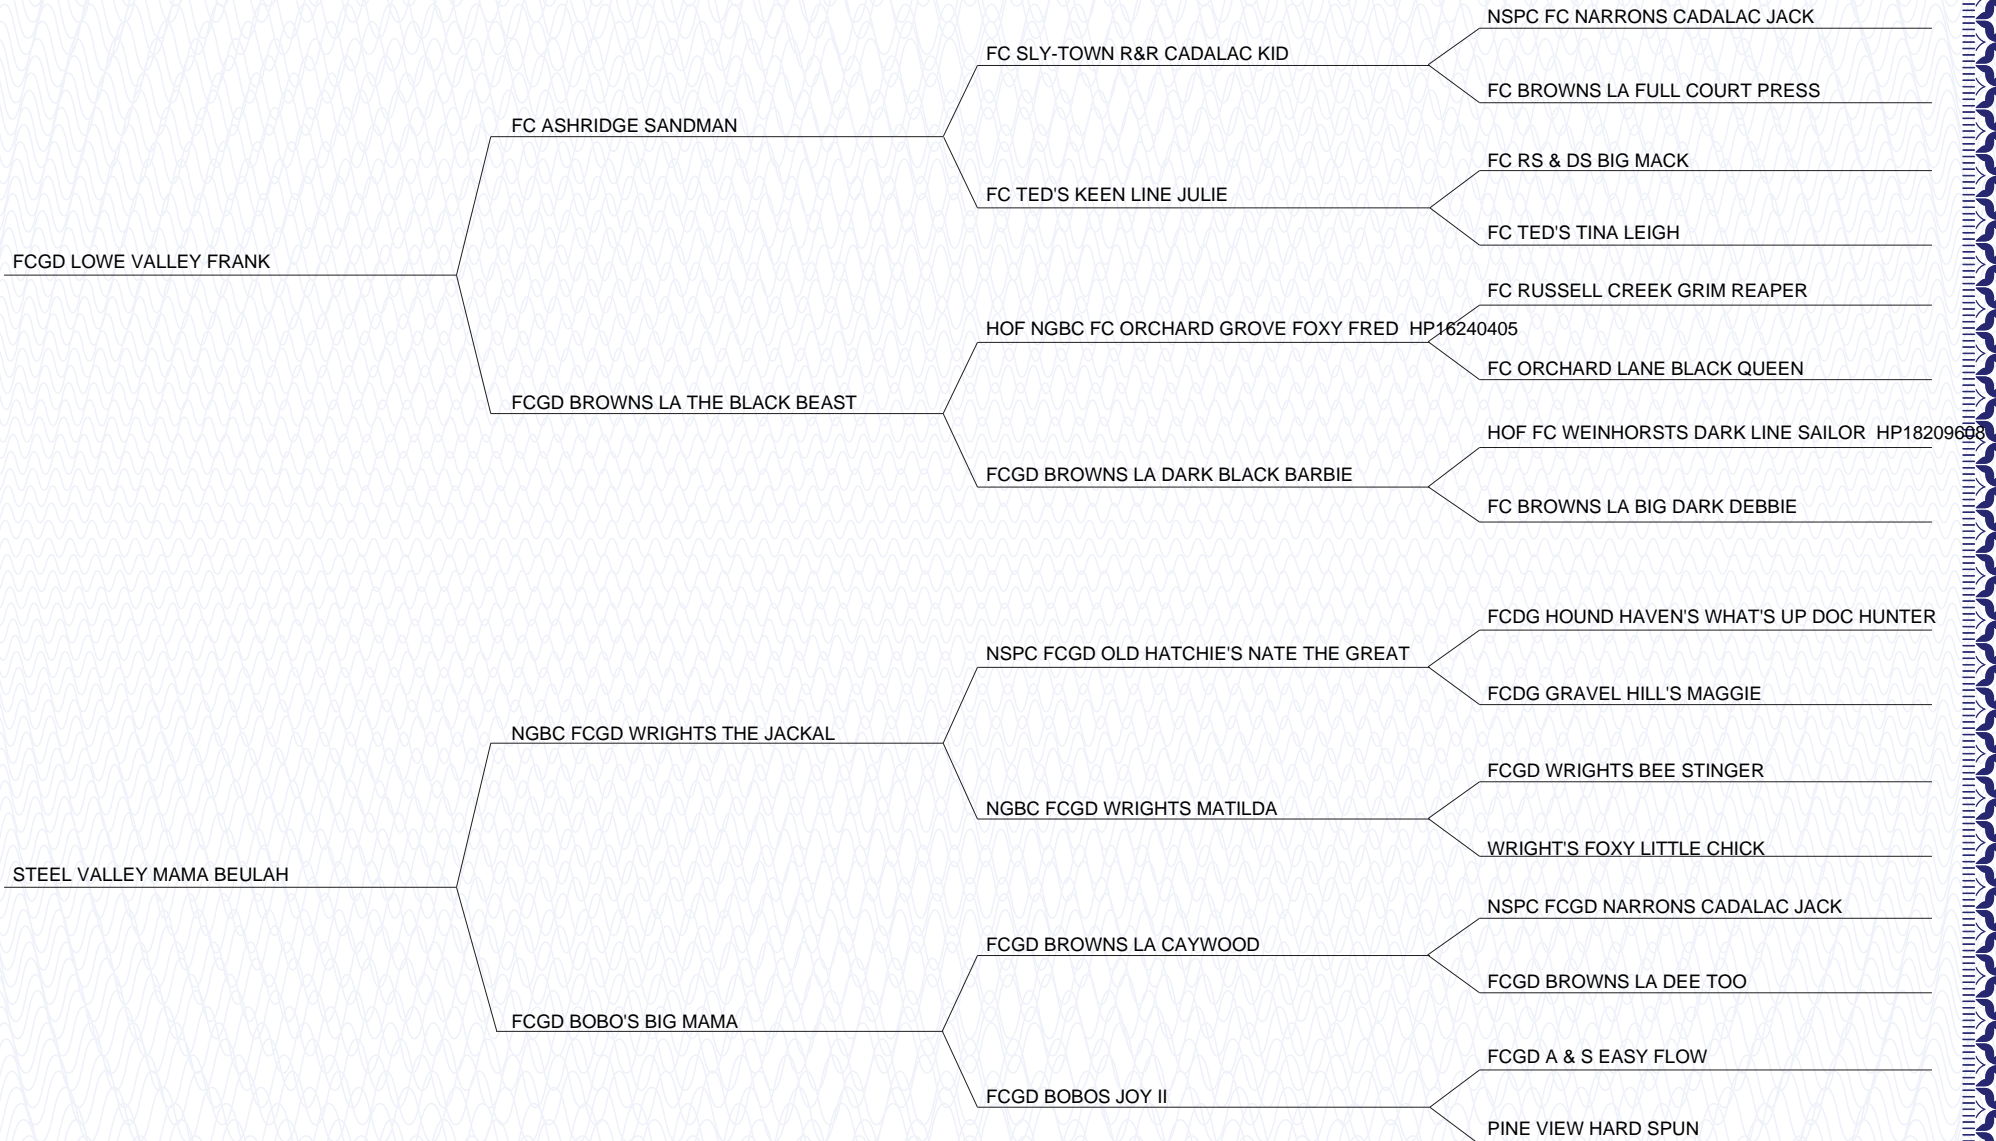 NSPC FC NARRONS CADALAC JACK
FC SLY-TOWN R&R CADALAC KID
FC BROWNS LA FULL COURT PRESS
FC ASHRIDGE SANDMAN
FC RS & DS BIG MACK
FC TED'S KEEN LINE JULIE
FC TED'S TINA LEIGH
FCGD LOWE VALLEY FRANK
FC RUSSELL CREEK GRIM REAPER
HOF NGBC FC ORCHARD GROVE FOXY FRED HP16240405
FC ORCHARD LANE BLACK QUEEN
FCGD BROWNS LA THE BLACK BEAST
HOF FC WEINHORSTS DARK LINE SAILOR HP18209608
FCGD BROWNS LA DARK BLACK BARBIE
FC BROWNS LA BIG DARK DEBBIE
FCDG HOUND HAVEN'S WHAT'S UP DOC HUNTER
NSPC FCGD OLD HATCHIE'S NATE THE GREAT
FCDG GRAVEL HILL'S MAGGIE
NGBC FCGD WRIGHTS THE JACKAL
FCGD WRIGHTS BEE STINGER
NGBC FCGD WRIGHTS MATILDA
WRIGHT'S FOXY LITTLE CHICK
STEEL VALLEY MAMA BEULAH
NSPC FCGD NARRONS CADALAC JACK
FCGD BROWNS LA CAYWOOD
FCGD BROWNS LA DEE TOO
FCGD BOBO'S BIG MAMA
FCGD A & S EASY FLOW
FCGD BOBOS JOY II
PINE VIEW HARD SPUN